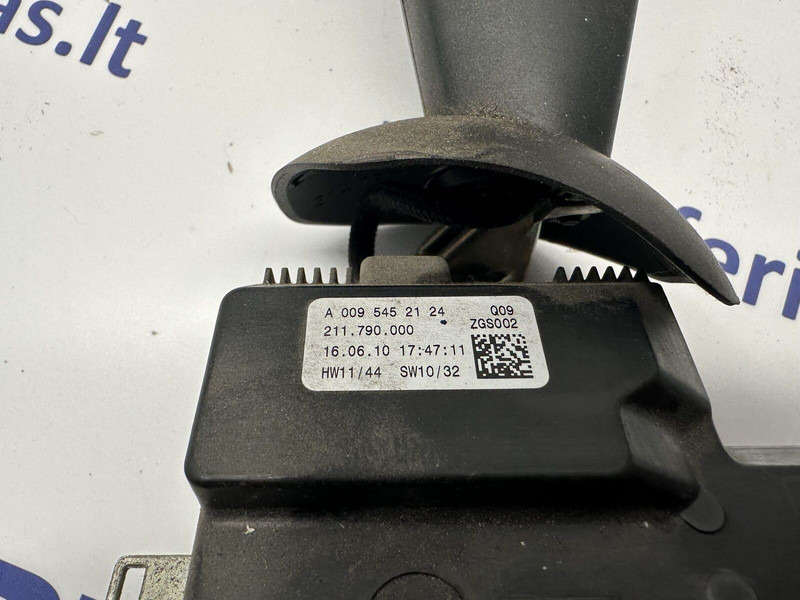 as.lt
feri
A 009 545 21 24 Q09
211.790.000 ZGS002
16.06.10 17:47:11
HW11/44 SW10/32